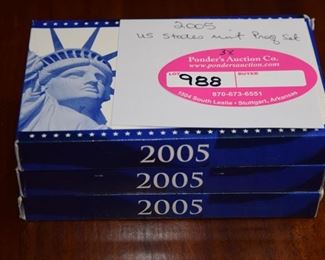 2005
US States mint Proof Set
3x
Ponder's Auction Co.
www.pondersauction.com
LOT
988
BUYER
870-673-6551
1504 South Leslie • Stuttgart, Arkansas
2005
2005
2005